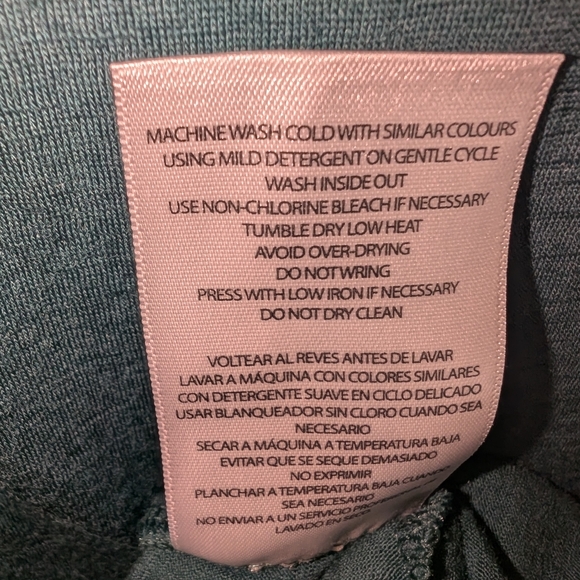 MACHINE WASH COLD WITH SIMILAR COLOURS
USING MILD DETERGENT ON GENTLE CYCLE
WASH INSIDE OUT
USE NON-CHLORINE BLEACH IF NECESSARY
TUMBLE DRY LOW HEAT
AVOID OVER-DRYING
DO NOT WRING
PRESS WITH LOW IRON IF NECESSARY
DO NOT DRY CLEAN
VOLTEAR AL REVES ANTES DE LAVAR
LAVAR A MÁQUINA CON COLORES SIMILARES
CON DETERGENTE SUAVE EN CICLO DELICADO
USAR BLANQUEADOR SIN CLORO CUANDO SEA
NECESARIO
SECAR A MÁQUINA A TEMPERATURA BAJA
EVITAR QUE SE SEQUE DEMASIADO
NO EXPRIMIR
PLANCHAR A TEMPERATURA BAJA CUANDO
SEA NECESARIO
NO ENVIAR A UN SERVICIO
LAVADO EN